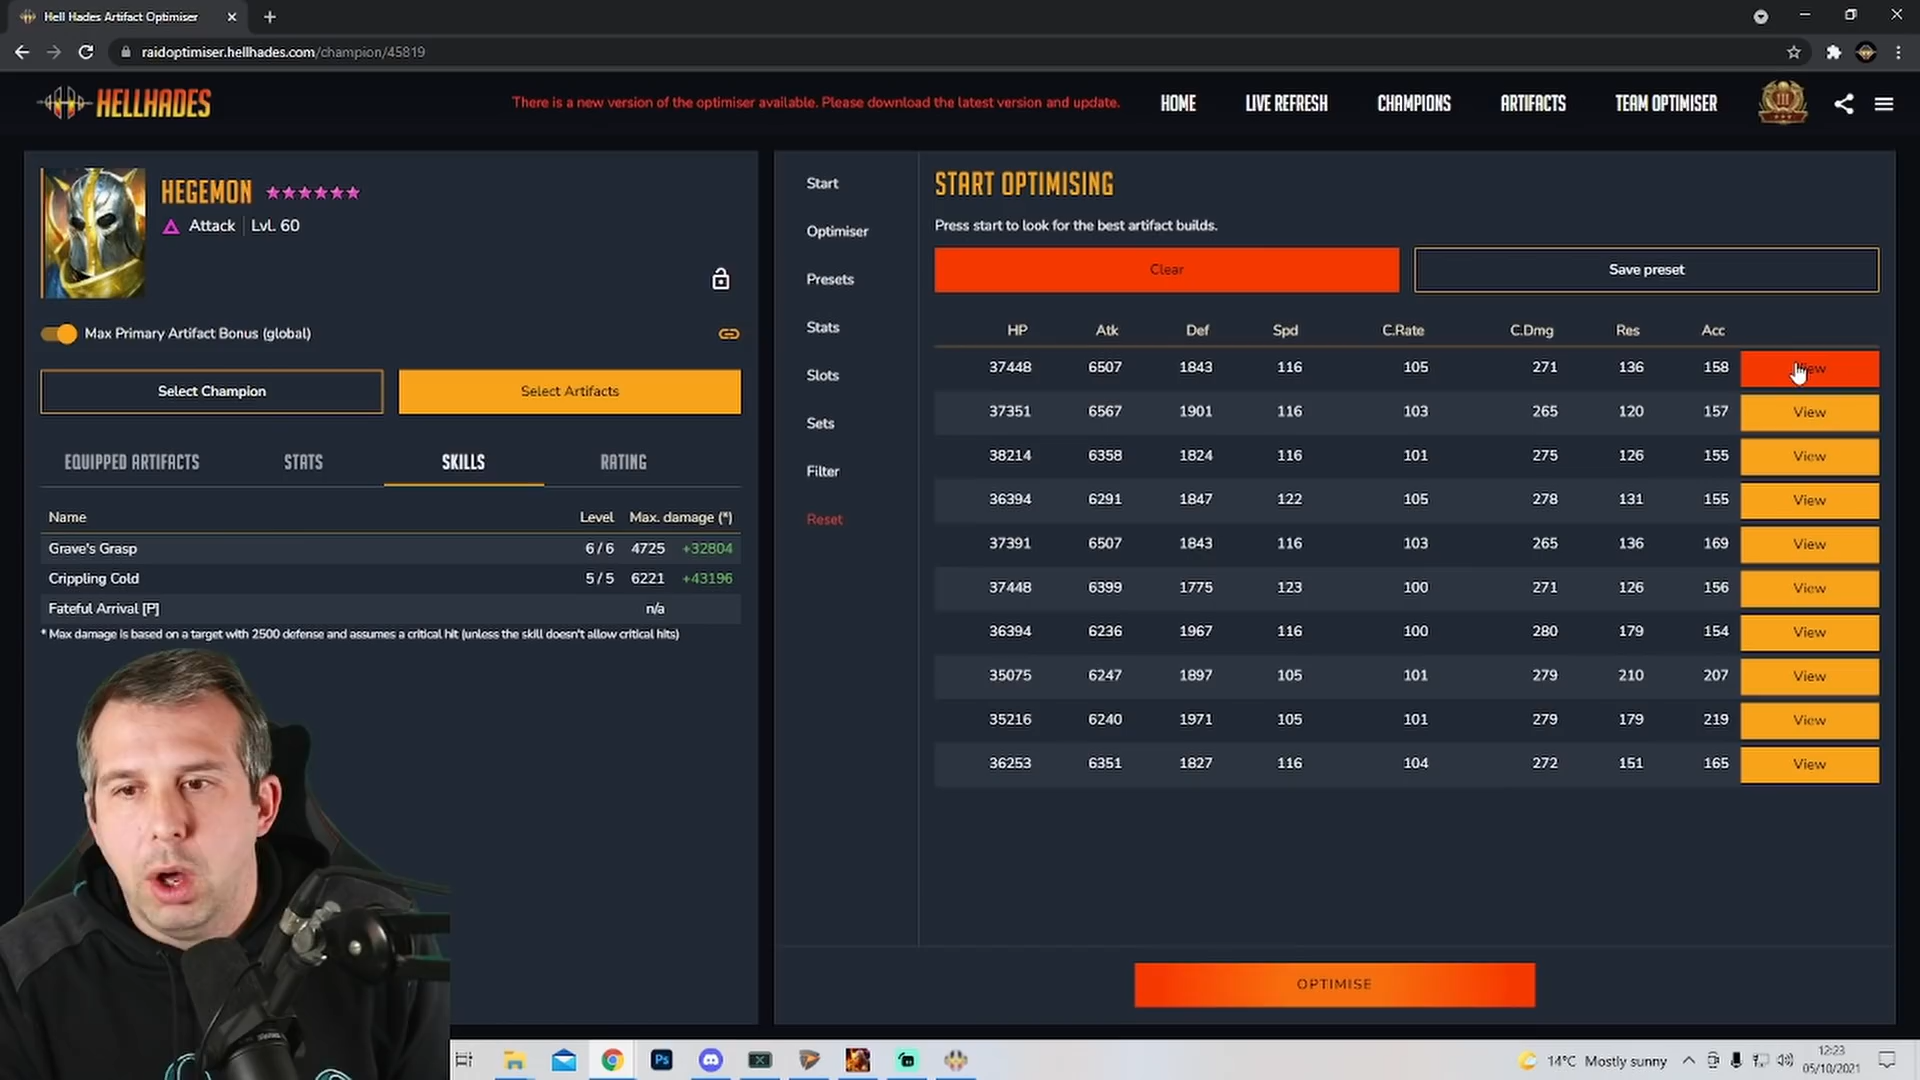 Hell Hades Artifact Optimiser
raidoptimiser.hellhades.com/champion/45819
HELLHADES
There is a new version of the optimiser available. Please download the latest version and update.
HOME
LIVE REFRESH
CHAMPIONS
ARTIFACTS
TEAM OPTIMISER
III
HEGEMON
Attack | Lvl. 60
Max Primary Artifact Bonus (global)
Select Champion
Select Artifacts
EQUIPPED ARTIFACTS
STATS
SKILLS
RATING
Name Level Max. damage (*)
Grave's Grasp 6 / 6 4725 +32804
Crippling Cold 5 / 5 6221 +43196
Fateful Arrival [P] n/a
* Max damage is based on a target with 2500 defense and assumes a critical hit (unless the skill doesn't allow critical hits)
Start
Optimiser
Presets
Stats
Slots
Sets
Filter
Reset
START OPTIMISING
Press start to look for the best artifact builds.
Clear
Save preset
HP Atk Def Spd C.Rate C.Dmg Res Acc
37448 6507 1843 116 105 271 136 158
37351 6567 1901 116 103 265 120 157 View
38214 6358 1824 116 101 275 126 155 View
36394 6291 1847 122 105 278 131 155 View
37391 6507 1843 116 103 265 136 169 View
37448 6399 1775 123 100 271 126 156 View
36394 6236 1967 116 100 280 179 154 View
35075 6247 1897 105 101 279 210 207 View
35216 6240 1971 105 101 279 179 219 View
36253 6351 1827 116 104 272 151 165 View
OPTIMISE
Ps
14°C Mostly sunny
12:23
05/10/2021